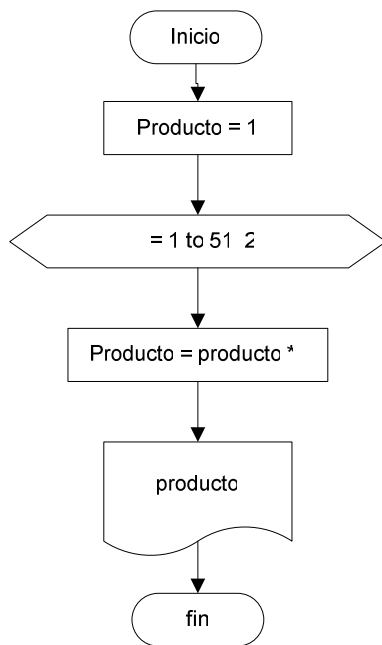 Inicio
Producto = 1
= 1 to 51 2
Producto = producto *
producto
fin